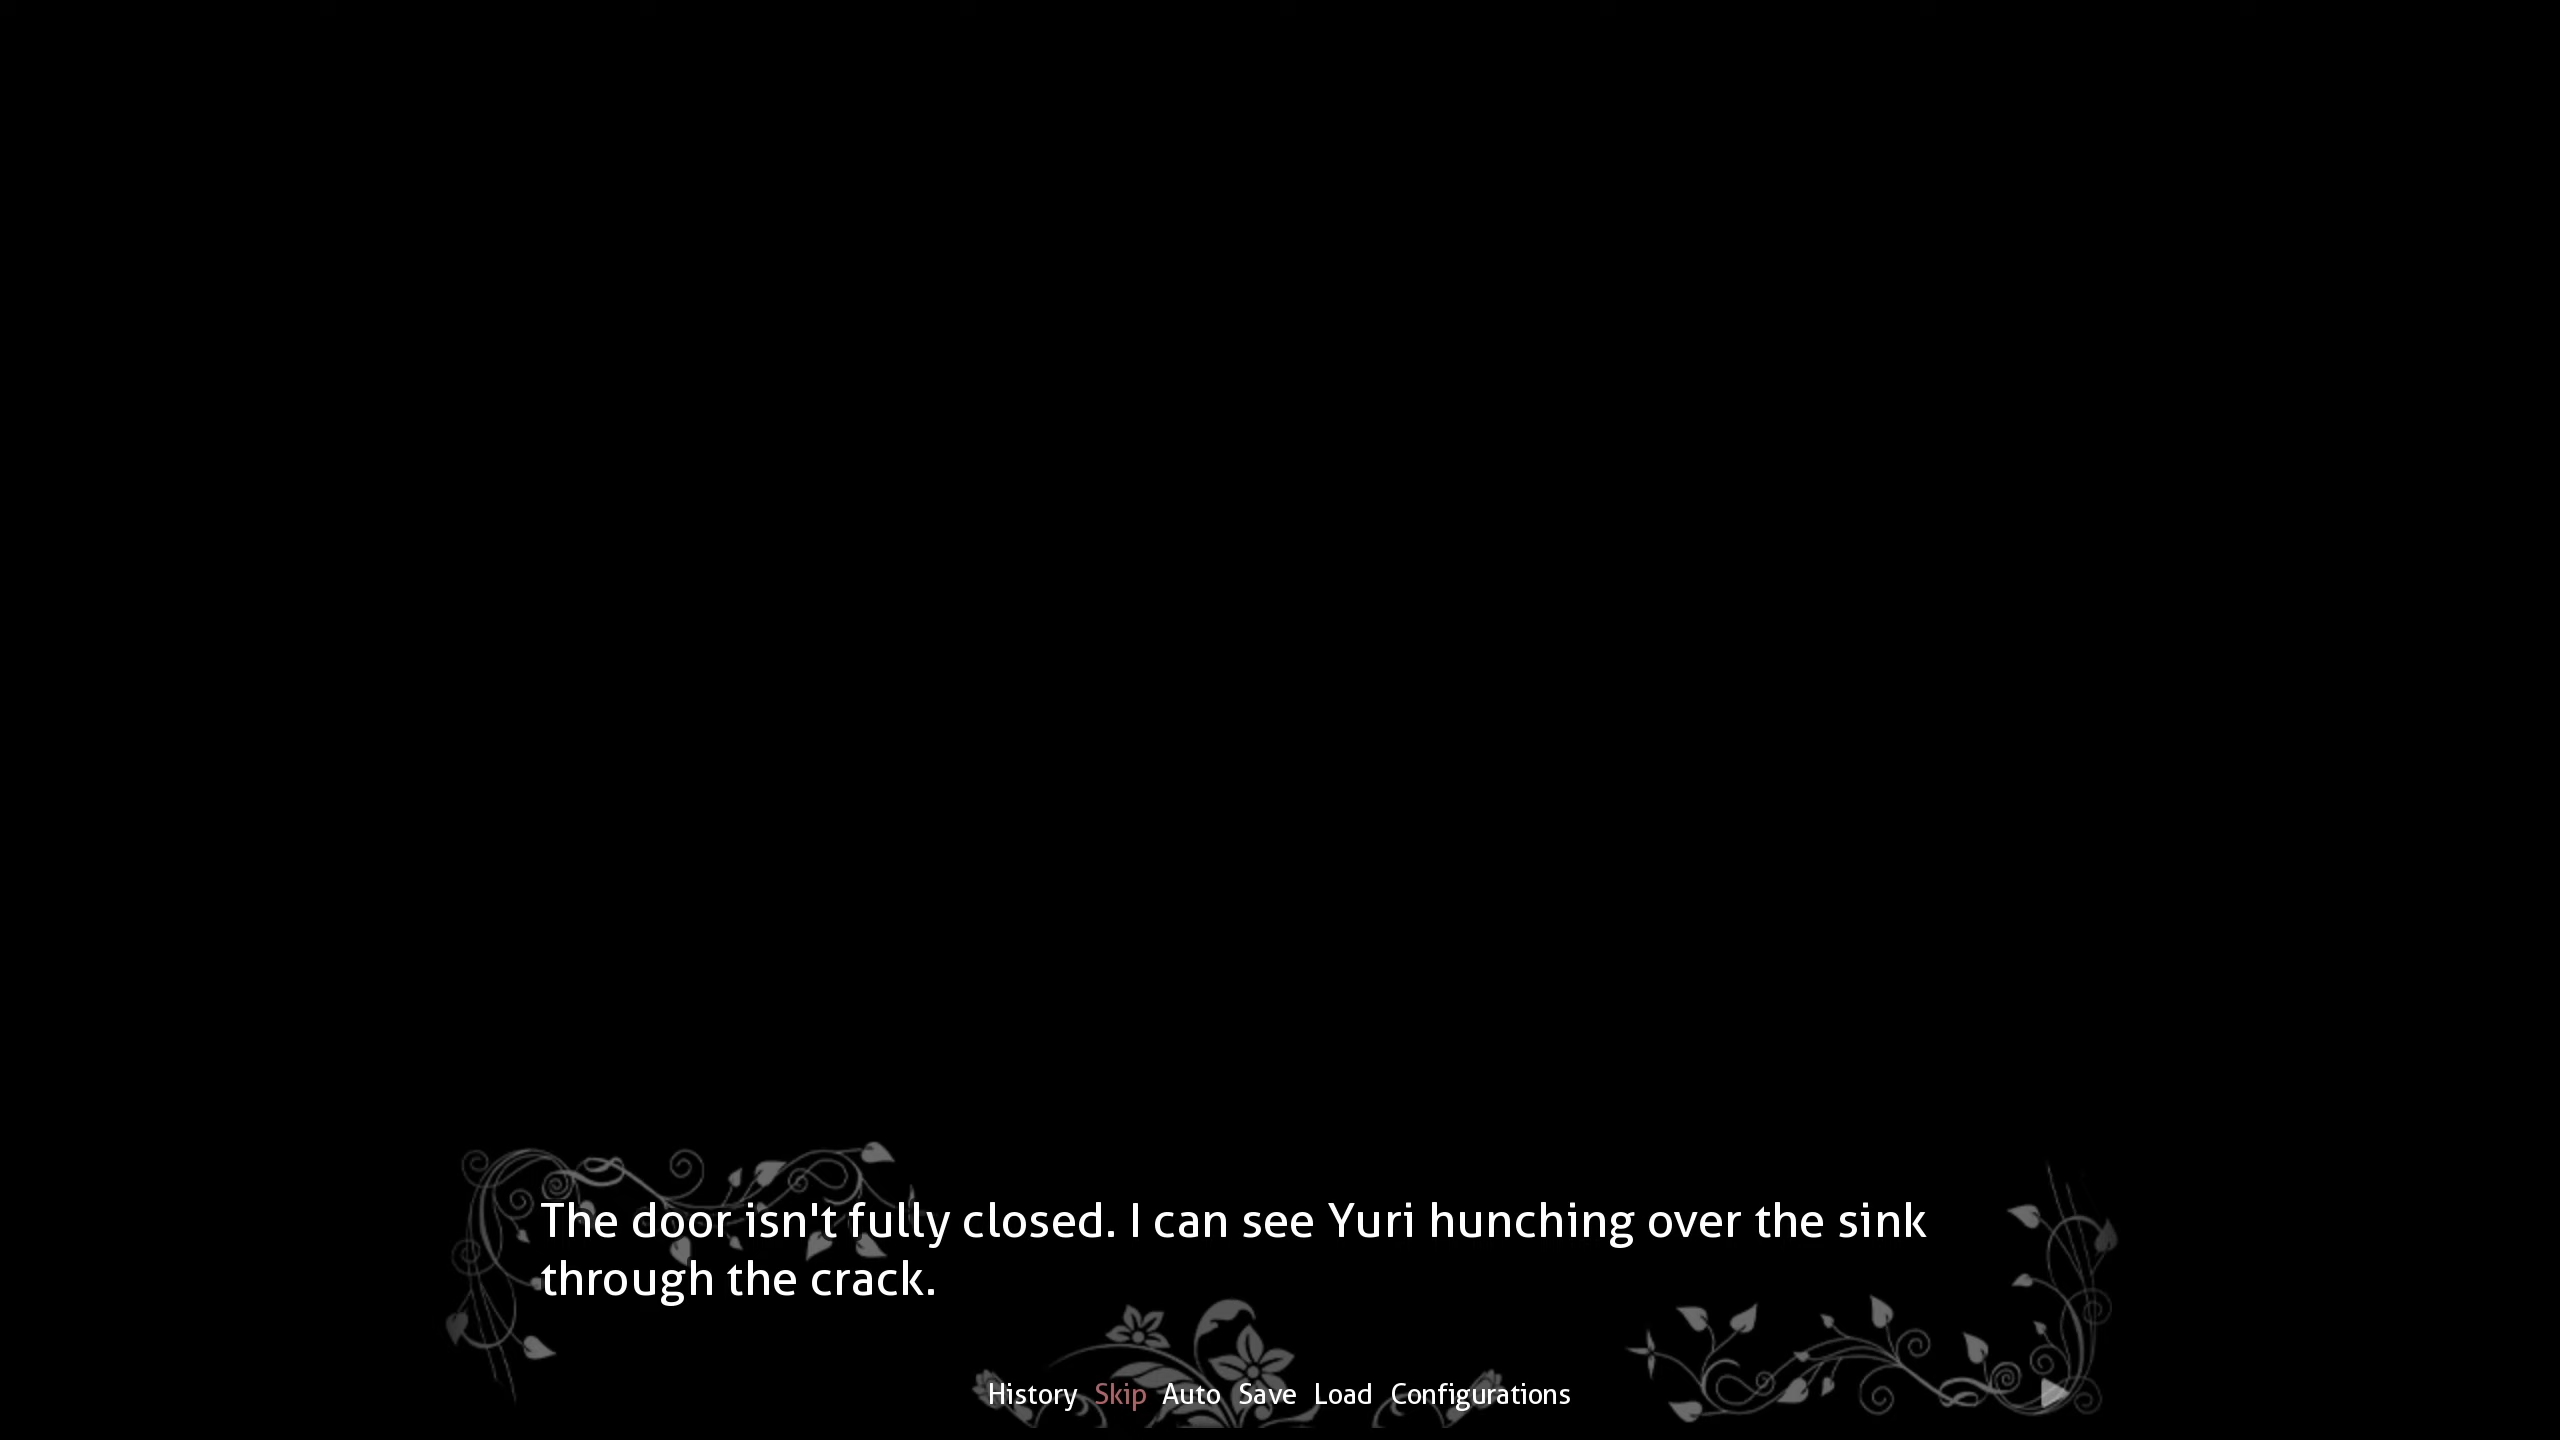 The door isn't fully closed. I can see Yuri hunching over the sink
through the crack.
History Skip Auto Save Load Configurations